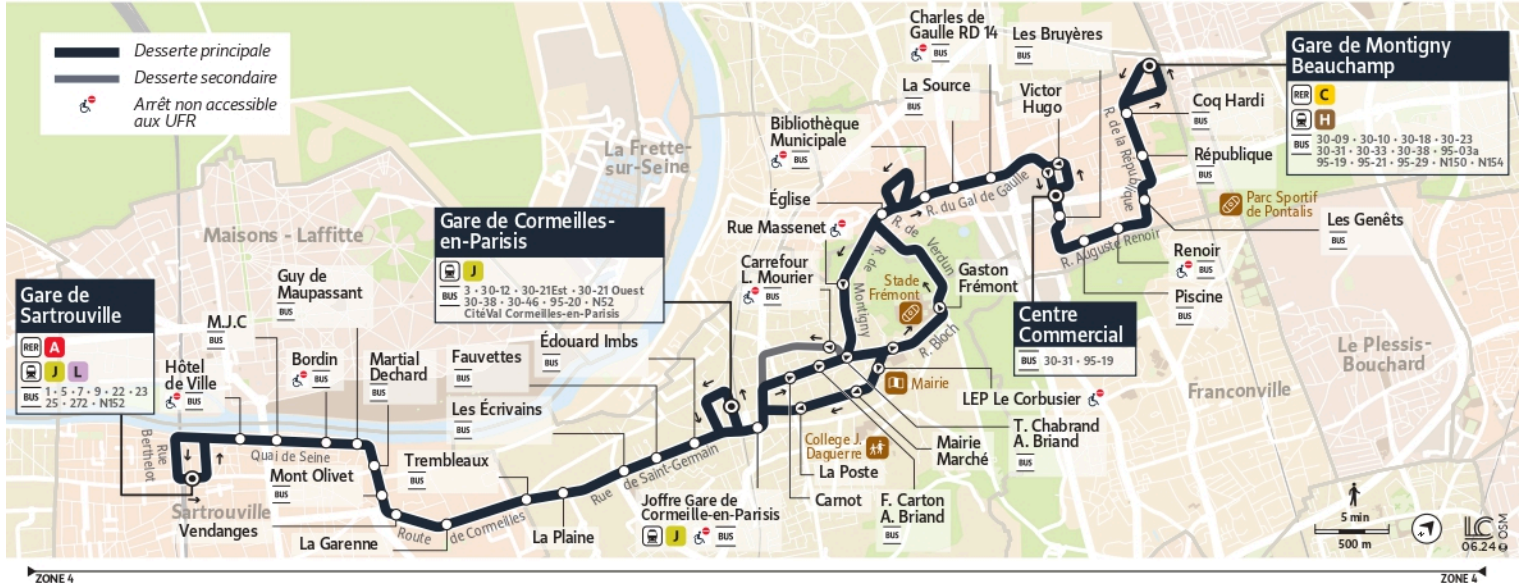 Desserte principale
Desserte secondaire
Arrêt non accessible
aux UFR
Maisons - Laffitte
La Frette-
sur-Seine
Gare de
Sartrouville
RER A
J L
BUS 1 • 5 • 7 • 9 • 22 • 23
25 • 272 • N152
Hôtel
de Ville
BUS
M.J.C
BUS
Guy de
Maupassant
BUS
Bordin
BUS
Martial
Dechard
BUS
Rue
Berthelot
Quai de Seine
Sartrouville
Mont Olivet
BUS
Vendanges
La Garenne
Route de Cormeilles
Trembleaux
BUS
La Plaine
Les Écrivains
BUS
Fauvettes
BUS
Édouard Imbs
BUS
Rue de Saint-Germain
Gare de Cormeilles-
en-Parisis
J
BUS 3 • 30-12 • 30-21Est • 30-21 Ouest
30-38 • 30-46 • 95-20 • N52
CitéVal Cormeilles-en-Parisis
Joffre Gare de
Cormeille-en-Parisis
J BUS
College J.
Daguerre
La Poste
Carnot
F. Carton
A. Briand
BUS
Mairie
Marché
T. Chabrand
A. Briand
BUS
LEP Le Corbusier
Mairie
R. Bloch
Stade
Frémont
Gaston
Frémont
R. de
Verdun
R. de
Montigny
Carrefour
L. Mourier
BUS
Rue Massenet
Église
Bibliothèque
Municipale
BUS
R. du Gal de Gaulle
La Source
BUS
Charles de
Gaulle RD 14
BUS
Les Bruyères
BUS
Victor
Hugo
Centre
Commercial
BUS 30-31 • 95-19
R. Auguste Renoir
Piscine
BUS
Renoir
BUS
Les Genêts
BUS
Parc Sportif
de Pontalis
République
BUS
Coq Hardi
BUS
R. de la République
Gare de Montigny
Beauchamp
RER C
H
BUS 30-09 • 30-10 • 30-18 • 30-23
30-31 • 30-33 • 30-38 • 95-03a
95-19 • 95-21 • 95-29 • N150 • N154
Franconville
Le Plessis-
Bouchard
5 min
500 m
LC
06.24 © OSM
ZONE 4
ZONE 4